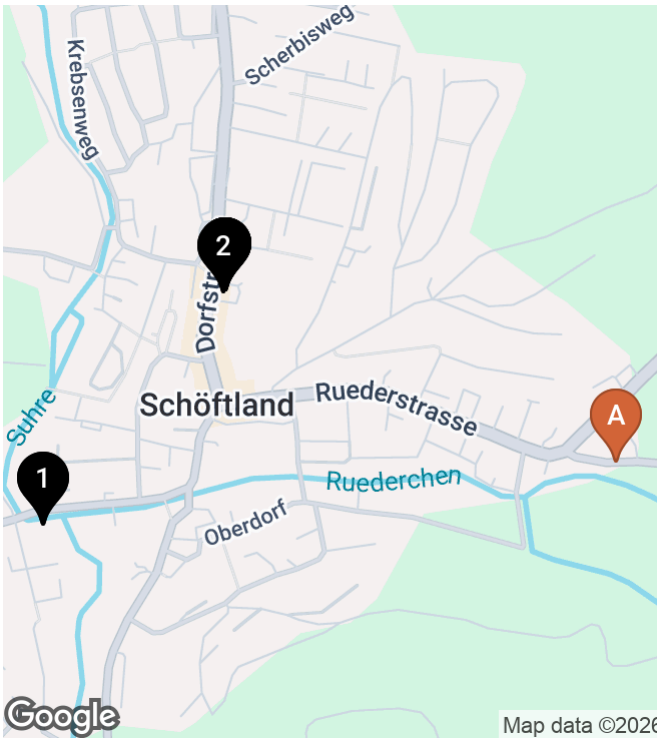 Scherbisweg
Krebsenweg
2
Dorfstr
Suhre
Schöftland
Ruederstrasse
A
1
Ruederchen
Oberdorf
Google
Map data ©2026